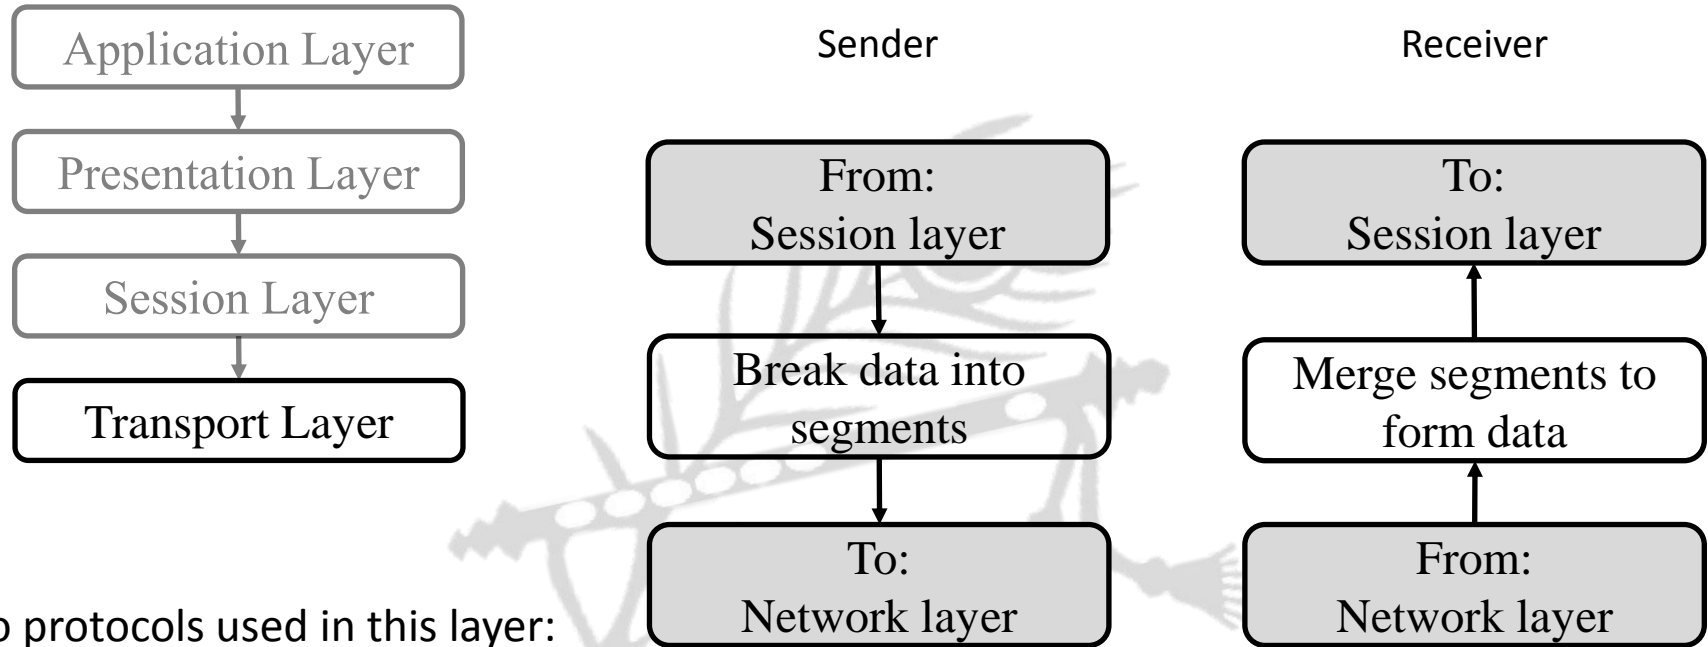 Application Layer
Presentation Layer
Session Layer
Transport Layer
Sender
From:
Session layer
Break data into
segments
To:
Network layer
Receiver
To:
Session layer
Merge segments to
form data
From:
Network layer
protocols used in this layer: